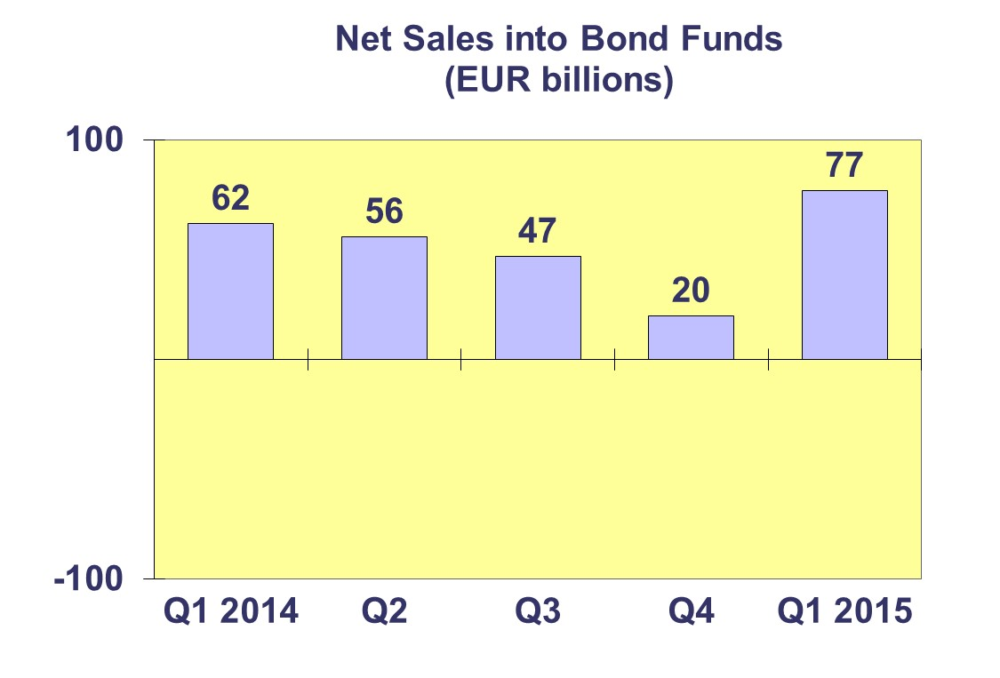 Net Sales into Bond Funds
(EUR billions)
100
62
56
47
20
77
-100
Q1 2014
Q2
Q3
Q4
Q1 2015